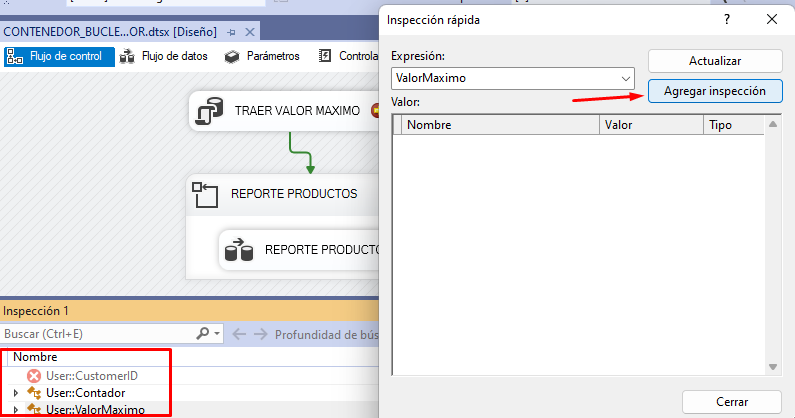 CONTENEDOR_BUCLE...OR.dtsx [Diseño]
Flujo de control
Flujo de datos
Parámetros
Controla
TRAER VALOR MAXIMO
REPORTE PRODUCTOS
REPORTE PRODUCTO
Inspección 1
Buscar (Ctrl+E)
Profundidad de bús
Nombre
User::CustomerID
User::Contador
User::ValorMaximo
Inspección rápida
Expresión:
ValorMaximo
Actualizar
Agregar inspección
Valor:
Nombre
Valor
Tipo
Cerrar